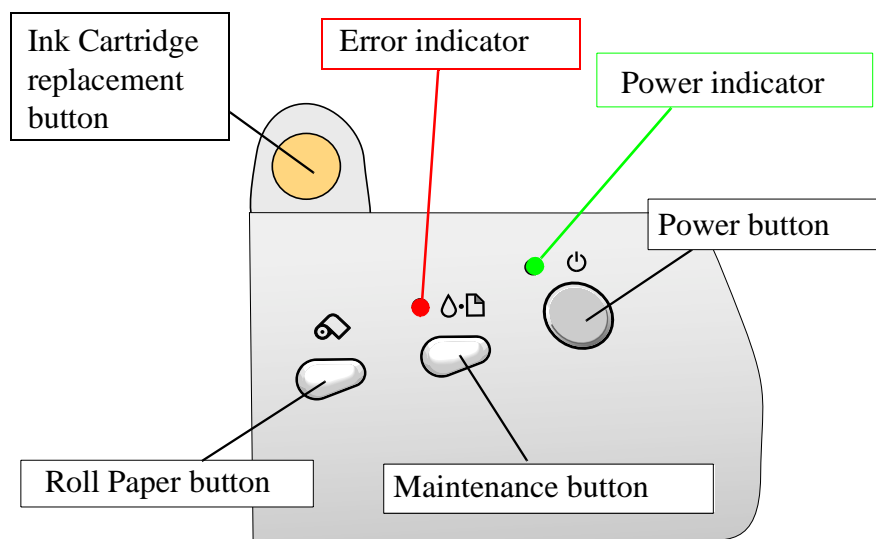 Ink Cartridge
replacement
button
Error indicator
Power indicator
Power button
Roll Paper button
Maintenance button